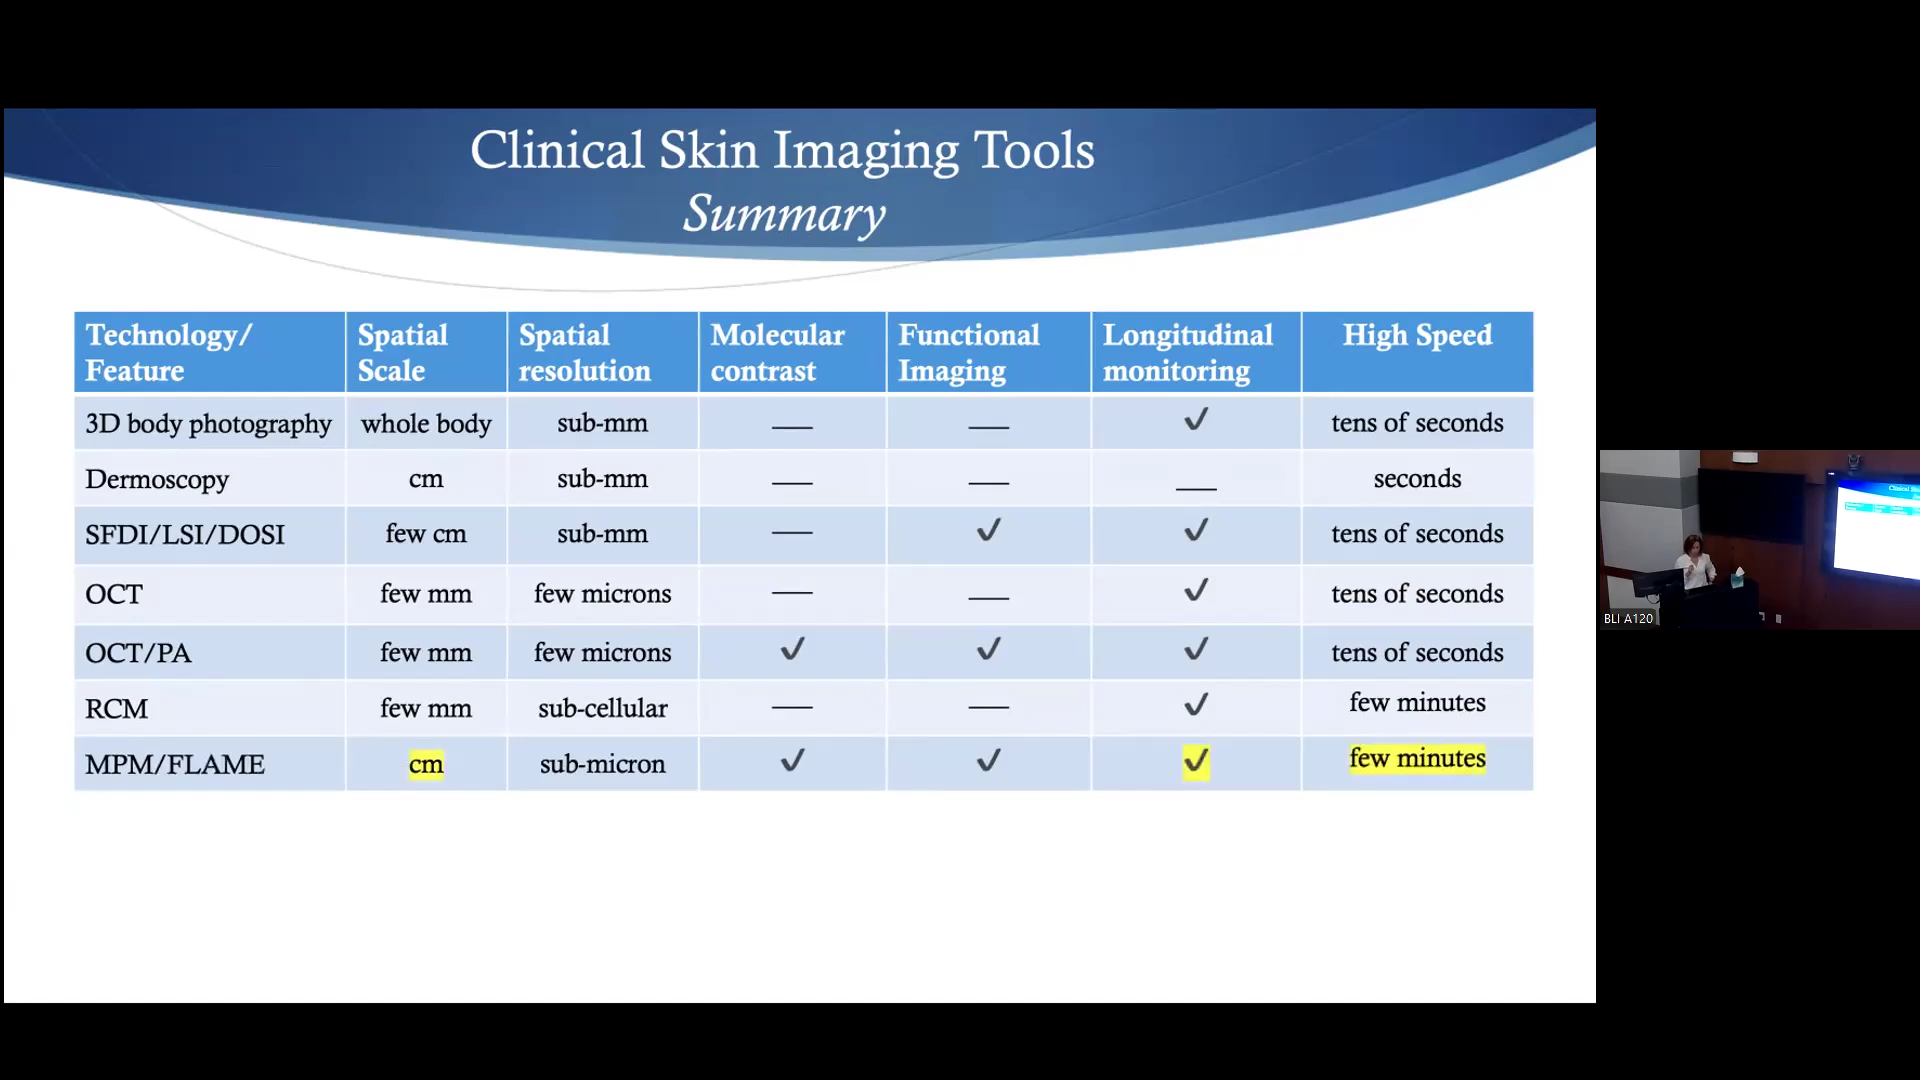 Clinical Skin Imaging Tools
Summary
Technology/ Feature Spatial Scale Spatial resolution Molecular contrast Functional Imaging Longitudinal monitoring High Speed
3D body photography whole body sub-mm — — ✓ tens of seconds
Dermoscopy cm sub-mm — — — seconds
SFDI/LSI/DOSI few cm sub-mm — ✓ ✓ tens of seconds
OCT few mm few microns — — ✓ tens of seconds
OCT/PA few mm few microns ✓ ✓ ✓ tens of seconds
RCM few mm sub-cellular — — ✓ few minutes
MPM/FLAME cm sub-micron ✓ ✓ ✓ few minutes
BLI A120